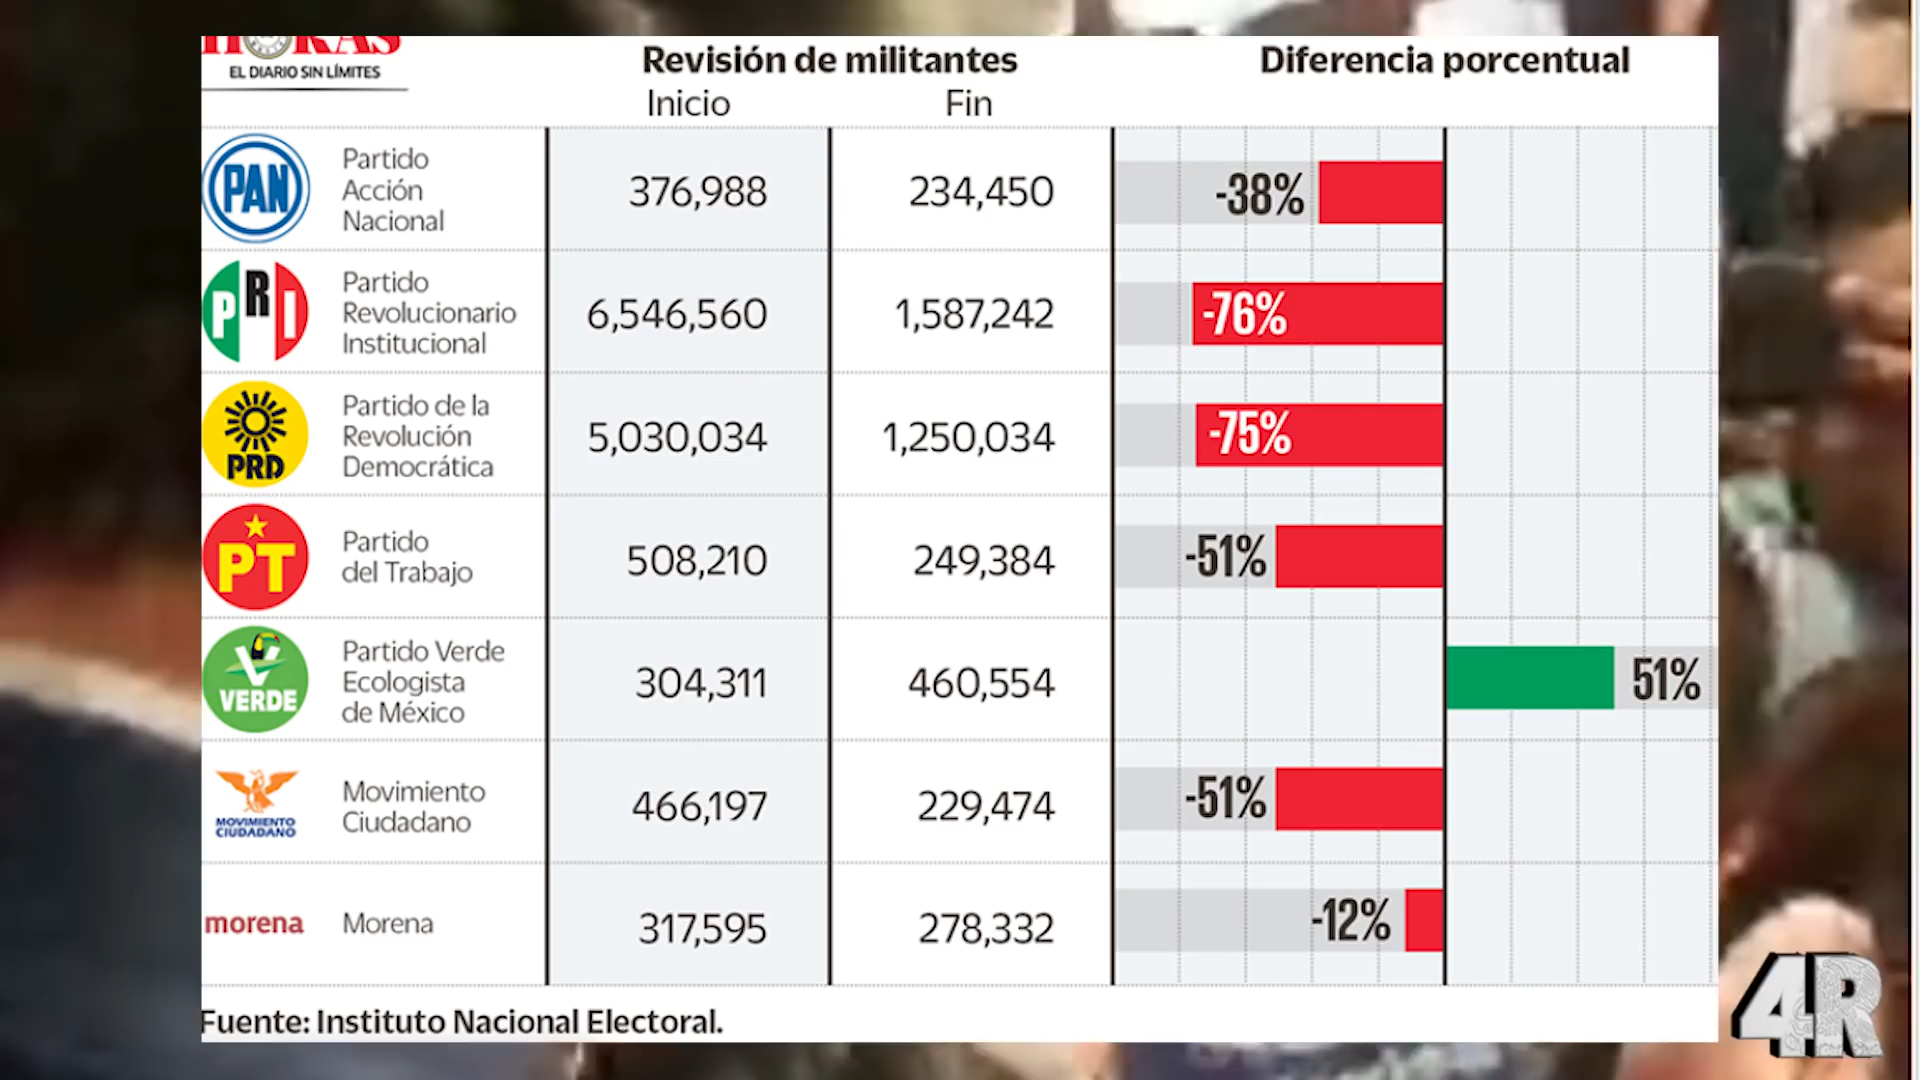 HORAS
EL DIARIO SIN LÍMITES
Revisión de militantes
Diferencia porcentual
Inicio
Fin
PAN
Partido
Acción
Nacional
376,988
234,450
-38%
PRI
Partido
Revolucionario
Institucional
6,546,560
1,587,242
-76%
PRD
Partido de la
Revolución
Democrática
5,030,034
1,250,034
-75%
PT
Partido
del Trabajo
508,210
249,384
-51%
VERDE
Partido Verde
Ecologista
de México
304,311
460,554
51%
MOVIMIENTO
CIUDADANO
Movimiento
Ciudadano
466,197
229,474
-51%
morena
Morena
317,595
278,332
-12%
Fuente: Instituto Nacional Electoral.
4R